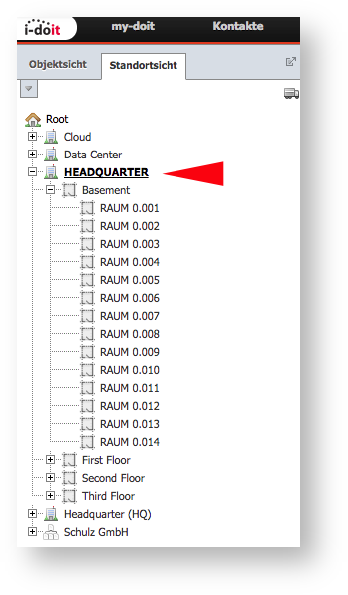 i-doit my-doit Kontakte
Objektsicht Standortsicht
Root
Cloud
Data Center
HEADQUARTER
Basement
RAUM 0.001
RAUM 0.002
RAUM 0.003
RAUM 0.004
RAUM 0.005
RAUM 0.006
RAUM 0.007
RAUM 0.008
RAUM 0.009
RAUM 0.010
RAUM 0.011
RAUM 0.012
RAUM 0.013
RAUM 0.014
First Floor
Second Floor
Third Floor
Headquarter (HQ)
Schulz GmbH